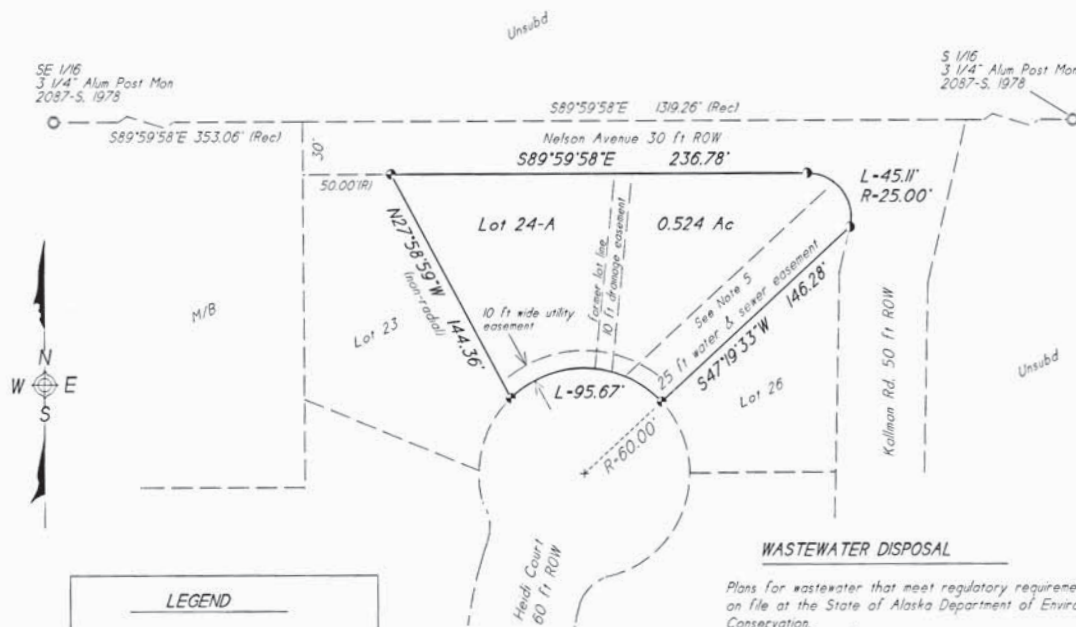 Unsubd
SE 1/16
3 1/4" Alum Post Mon
2087-S, 1978
S 1/16
3 1/4" Alum Post Mon
2087-S, 1978
S89°59'58"E 1319.26' (Rec)
S89°59'58"E 353.06' (Rec)
30'
Nelson Avenue 30 ft ROW
S89°59'58"E 236.78'
50.00'(R)
L-45.11'
R-25.00'
Lot 24-A
0.524 Ac
N27°58'59"W 144.36'
(non-radial)
former lot line
10 ft drainage easement
See Note 5
25 ft water & sewer easement
S47°19'33"W 146.28'
10 ft wide utility
easement
M/B
Lot 23
Lot 26
Kallman Rd. 50 ft ROW
Unsubd
N
W E
S
L-95.67'
R-60.00'
Heidi Court
60 ft ROW
LEGEND
WASTEWATER DISPOSAL
Plans for wastewater that meet regulatory
on file at the State of Alaska Department of
Conservation.